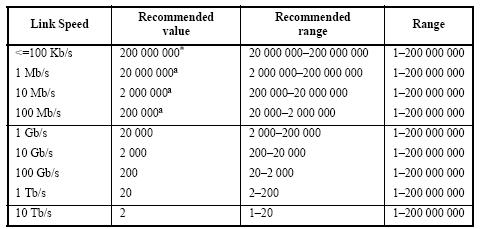 Link Speed Recommended value Recommended range Range
<=100 Kb/s 200 000 000* 20 000 000–200 000 000 1–200 000 000
1 Mb/s 20 000 000ª 2 000 000–200 000 000 1–200 000 000
10 Mb/s 2 000 000ª 200 000–20 000 000 1–200 000 000
100 Mb/s 200 000ª 20 000–2 000 000 1–200 000 000
1 Gb/s 20 000 2 000–200 000 1–200 000 000
10 Gb/s 2 000 200–20 000 1–200 000 000
100 Gb/s 200 20–2 000 1–200 000 000
1 Tb/s 20 2–200 1–200 000 000
10 Tb/s 2 1–20 1–200 000 000